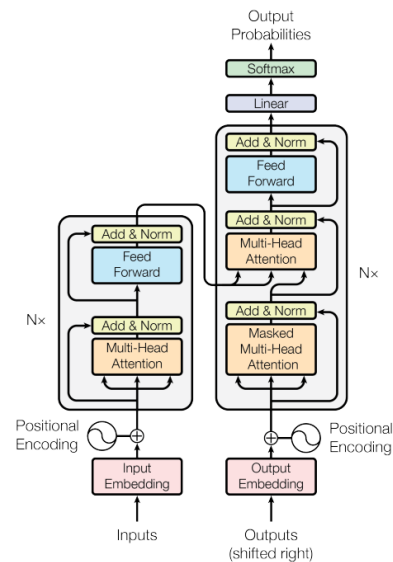 Output
Probabilities
Softmax
Linear
Add & Norm
Feed
Forward
Add & Norm
Multi-Head
Attention
Add & Norm
Masked
Multi-Head
Attention
Nx
Add & Norm
Feed
Forward
Add & Norm
Multi-Head
Attention
Nx
Positional
Encoding
Positional
Encoding
Input
Embedding
Output
Embedding
Inputs
Outputs
(shifted right)